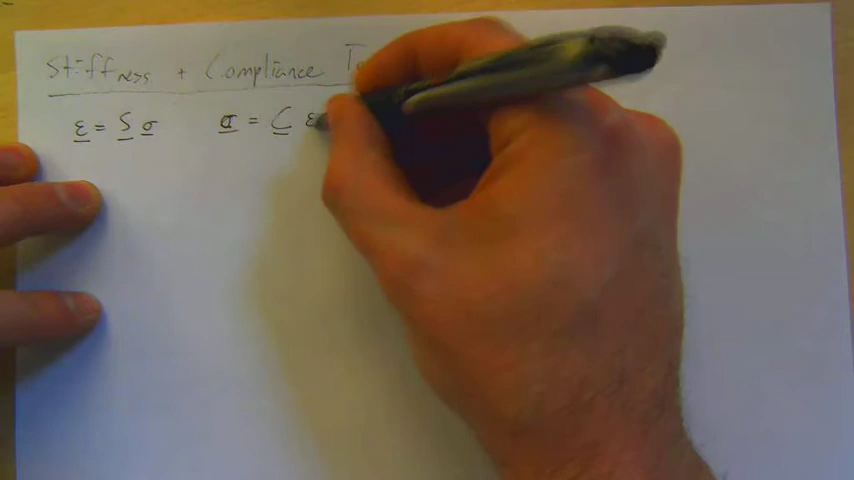 Stiffness + Compliance
ε = S σ σ = C ε